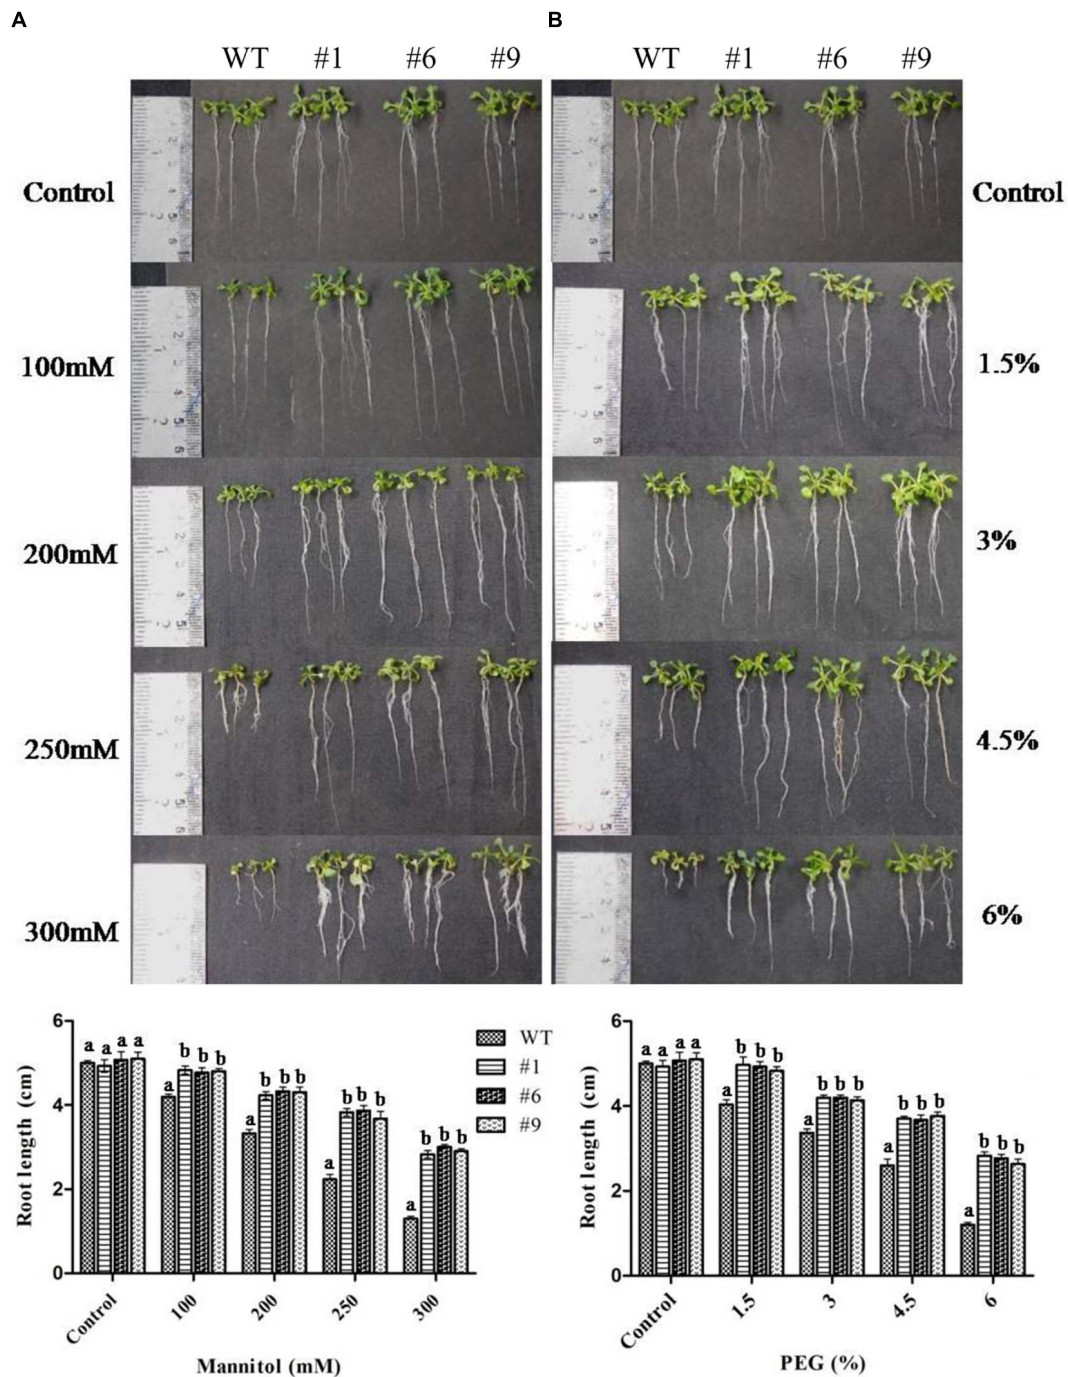 A
B
WT #1 #6 #9
WT #1 #6 #9
Control
Control
100mM
1.5%
200mM
3%
250mM
4.5%
300mM
6%
6
4
2
0
Root length (cm)
a a a a
a b b b
a b b b
a b b b
a b b b
Control 100 200 250 300
Mannitol (mM)
WT
#1
#6
#9
6
4
2
0
Root length (cm)
a a a a
a b b b
a b b b
a b b b
a b b b
Control 1.5 3 4.5 6
PEG (%)